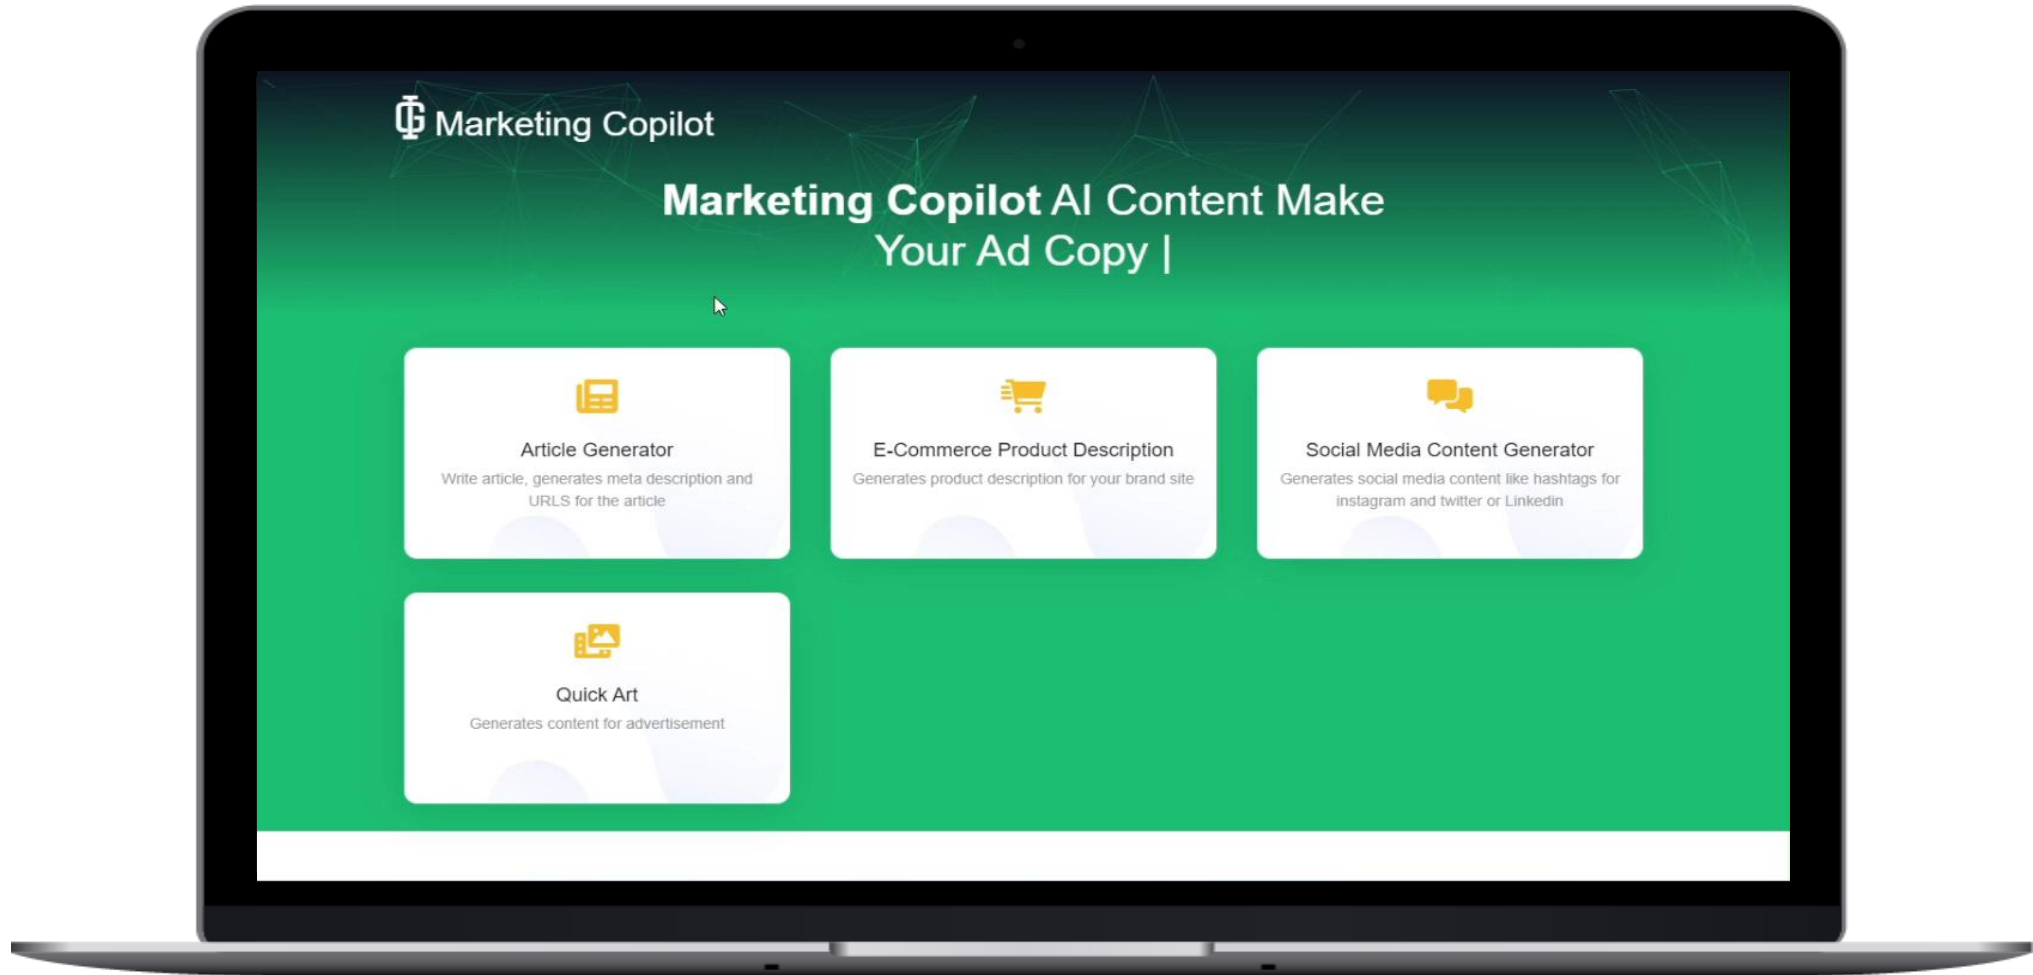 Marketing Copilot
Marketing Copilot AI Content Make
Your Ad Copy |
Article Generator
Write article, generates meta description and
URLS for the article
E-Commerce Product Description
Generates product description for your brand site
Social Media Content Generator
Generates social media content like hashtags for
instagram and twitter or Linkedin
Quick Art
Generates content for advertisement